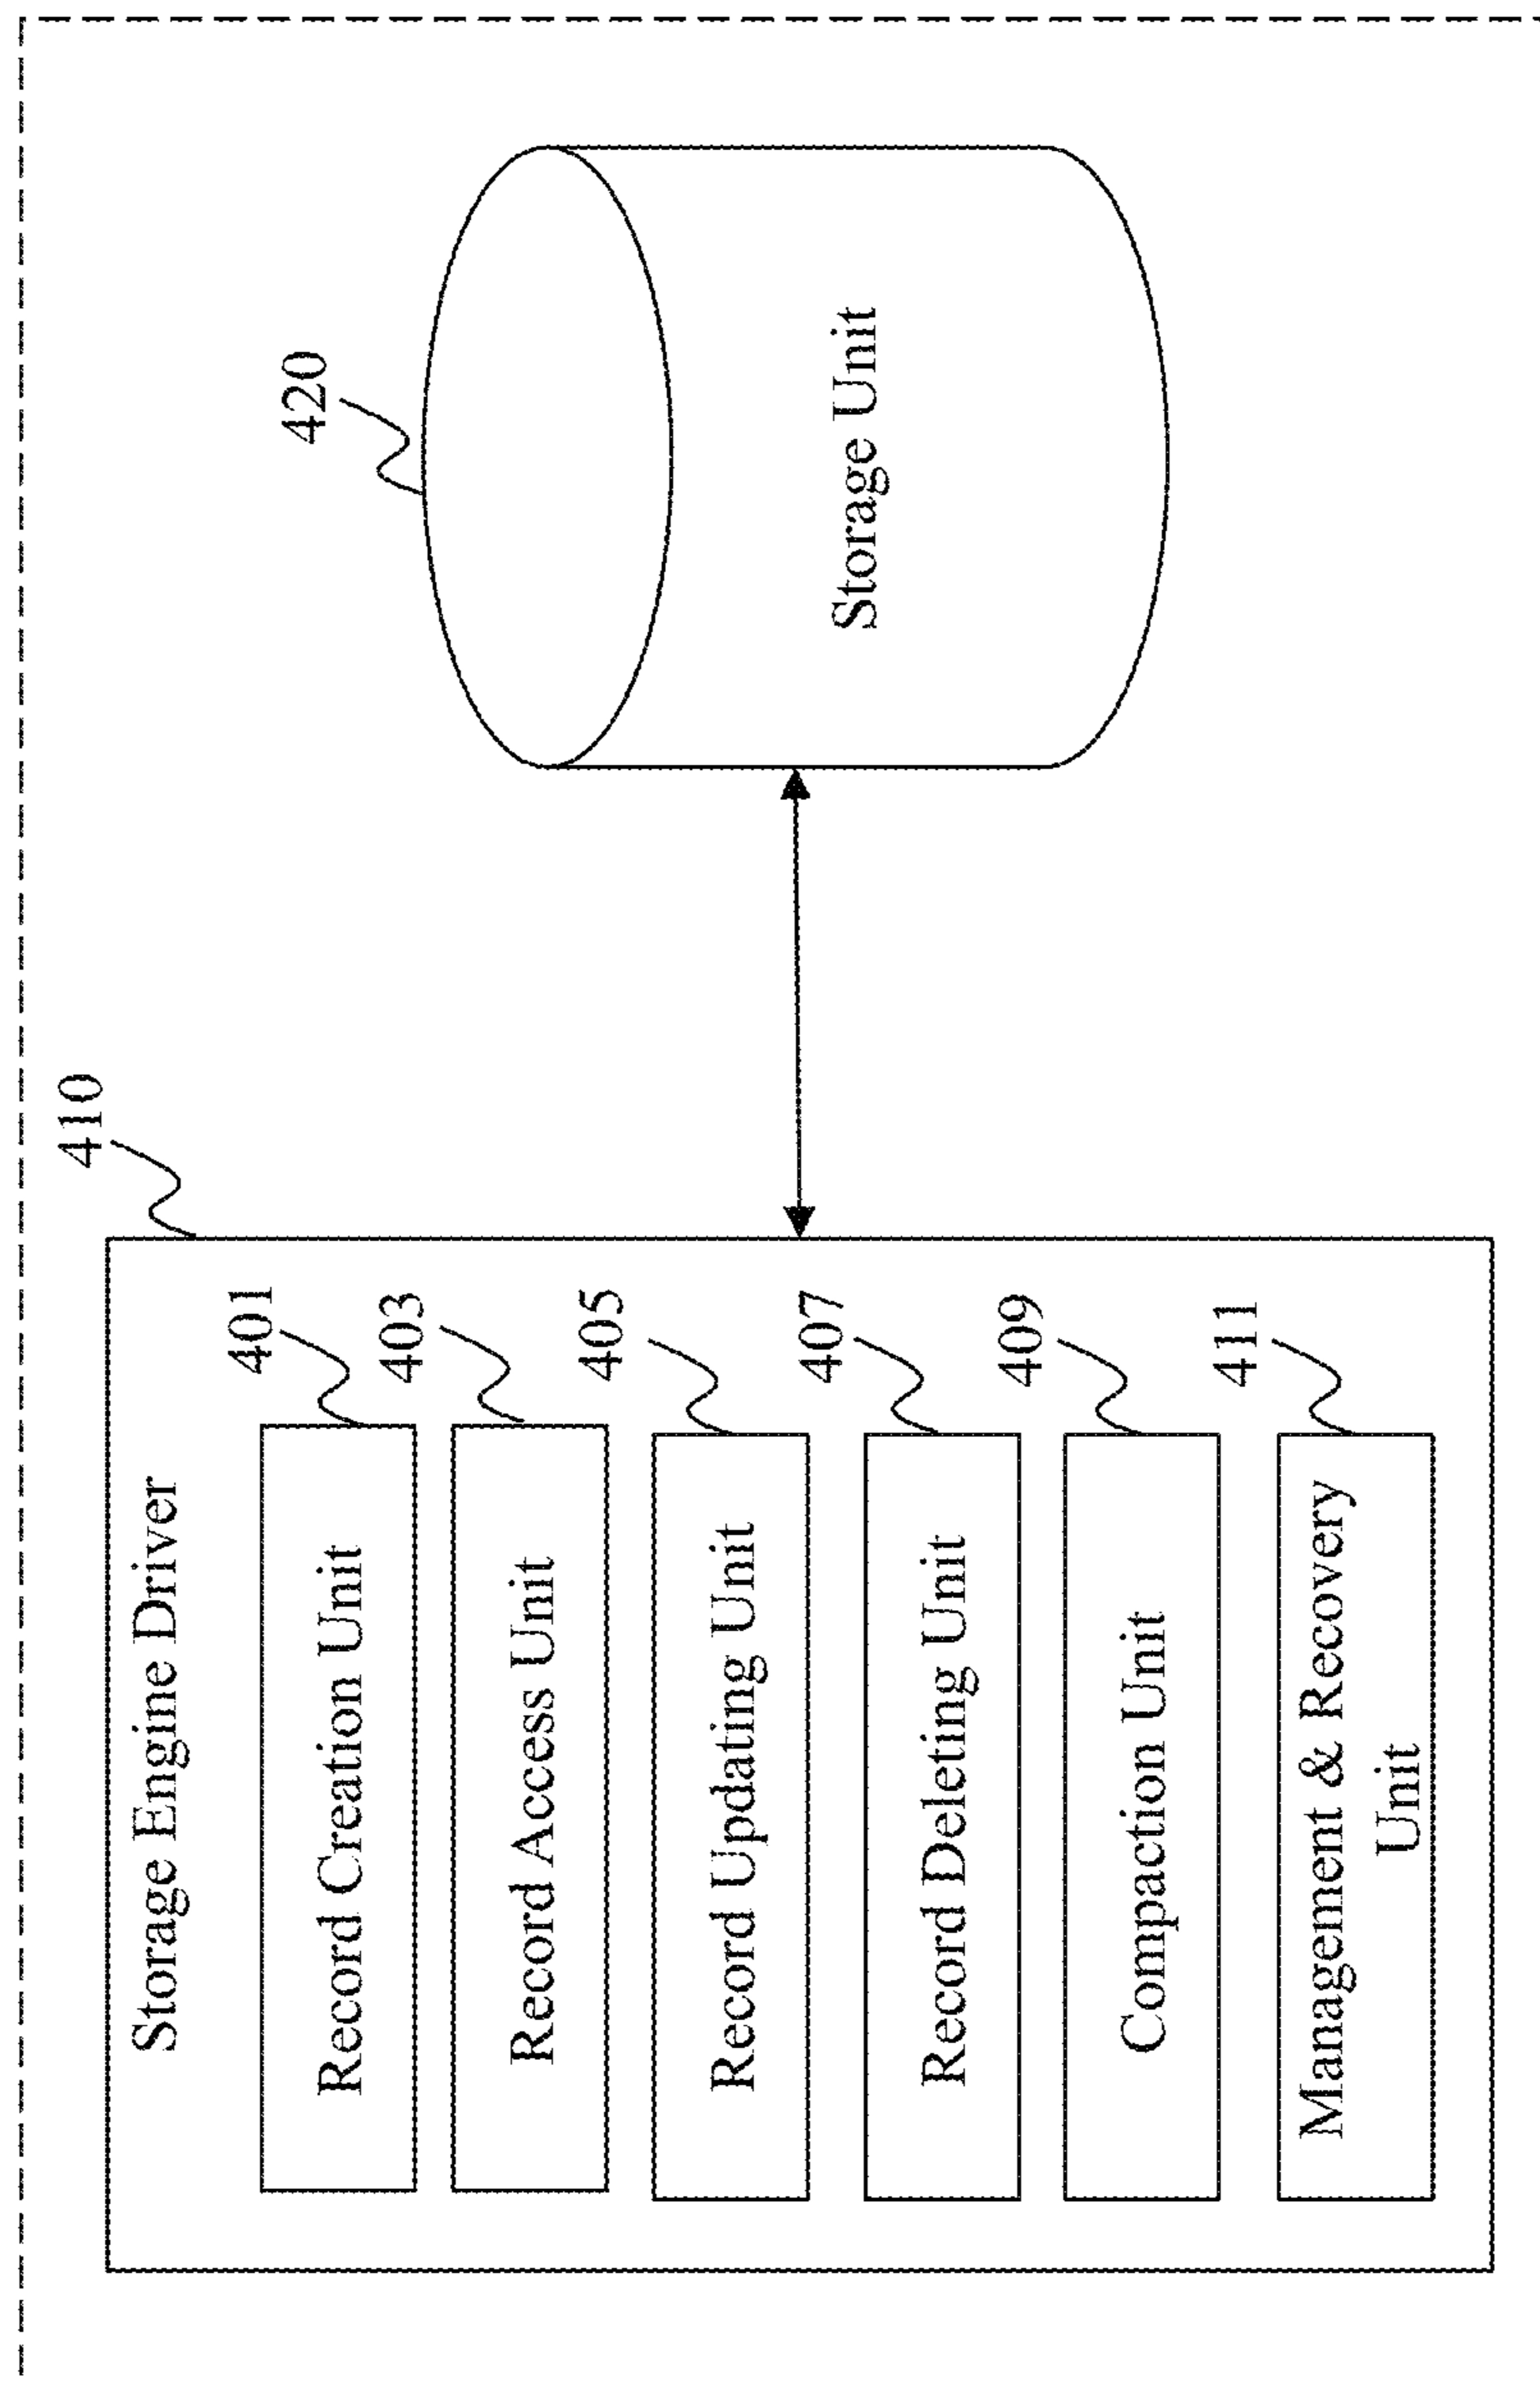 410
Storage Engine Driver
401
Record Creation Unit
403
Record Access Unit
405
Record Updating Unit
407
Record Deleting Unit
409
Compaction Unit
411
Management & Recovery
Unit
420
Storage Unit